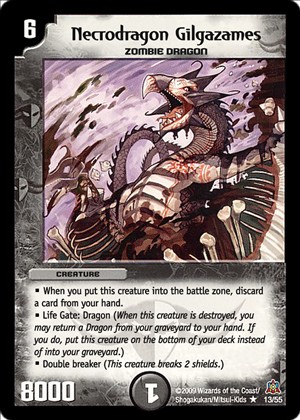 6
Necrodragon Gilgazames
ZOMBIE DRAGON
CREATURE
▪ When you put this creature into the battle zone, discard
a card from your hand.
▪ Life Gate: Dragon (When this creature is destroyed, you
may return a Dragon from your graveyard to your hand. If
you do, put this creature on the bottom of your deck instead
of into your graveyard.)
▪ Double breaker (This creature breaks 2 shields.)
8000
1
©2009 Wizards of the Coast/
Shogakukan/Mitsui-Kids ★ 13/55